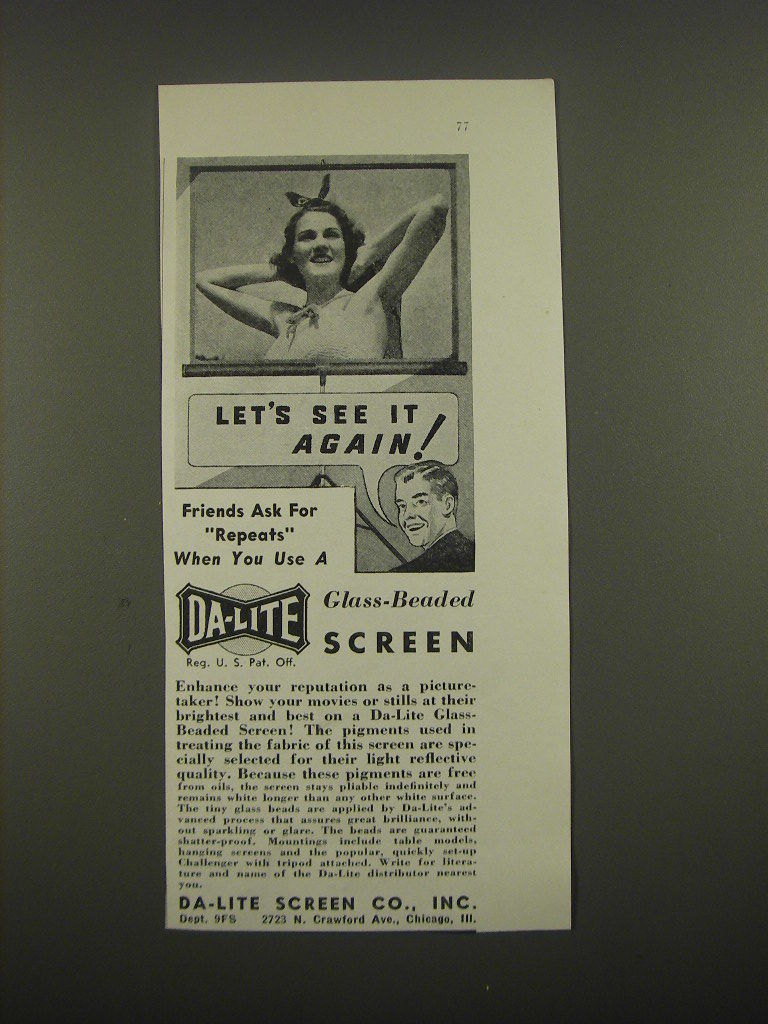 77
LET'S SEE IT
AGAIN!
Friends Ask For
"Repeats"
When You Use A
DA-LITE
Reg. U. S. Pat. Off.
Glass-Beaded
SCREEN
Enhance your reputation as a picture-
taker! Show your movies or stills at their
brightest and best on a Da-Lite Glass-
Beaded Screen! The pigments used in
treating the fabric of this screen are spe-
cially selected for their light reflective
quality. Because these pigments are free
from oils, the screen stays pliable indefinitely and
remains white longer than any other white surface.
The tiny glass beads are applied by Da-Lite's ad-
vanced process that assures great brilliance, with-
out sparkling or glare. The beads are guaranteed
shatter-proof. Mountings include table models,
hanging screens and the popular, quickly set-up
Challenger with tripod attached. Write for litera-
ture and name of the Da-Lite distributor nearest
you.
DA-LITE SCREEN CO., INC.
Dept. 9FS 2723 N. Crawford Ave., Chicago, Ill.